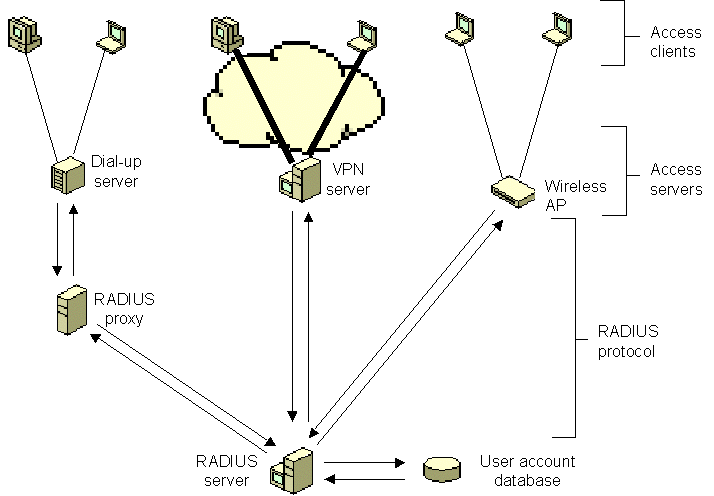 Access
clients
Dial-up
server
VPN
server
Wireless
AP
Access
servers
RADIUS
proxy
RADIUS
protocol
RADIUS
server
User account
database